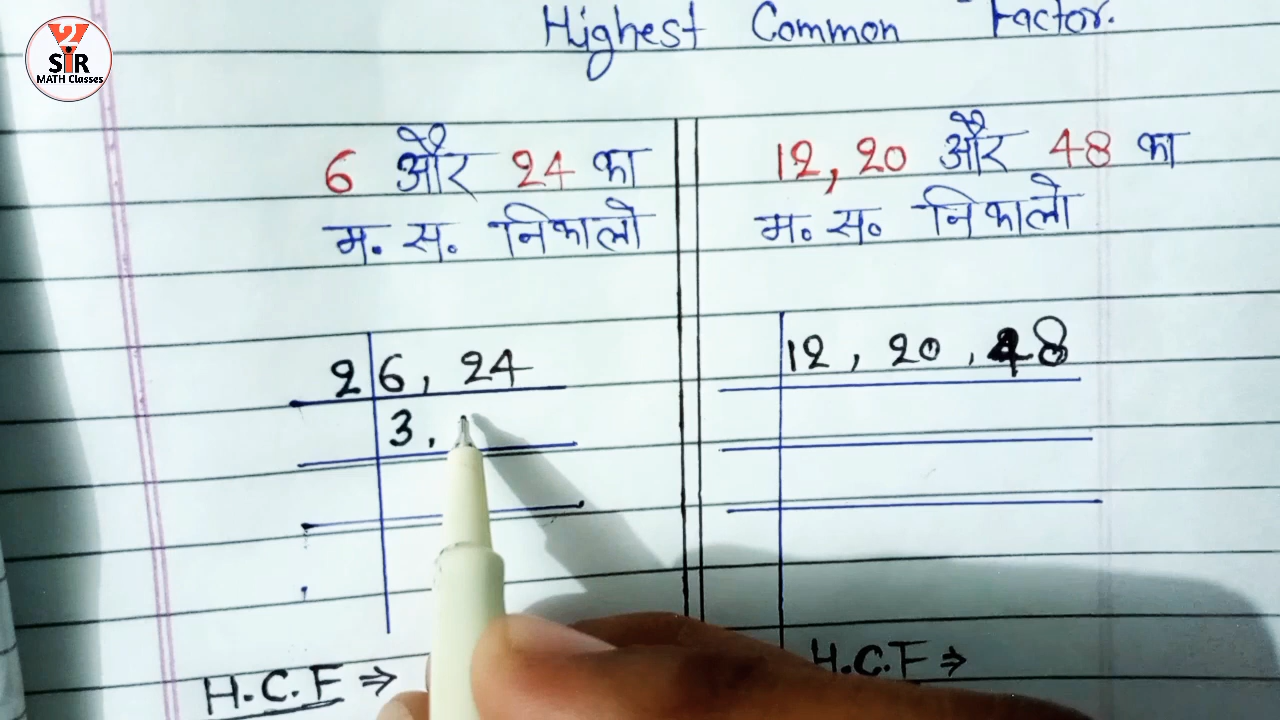 2
SIR
MATH Classes
Highest Common Factor.
6 और 24 का
म. स. निकालो
2 6, 24
3,
H.C.F ⇒
12, 20 और 48 का
म. स. निकालो
12, 20, 48
H.C.F ⇒